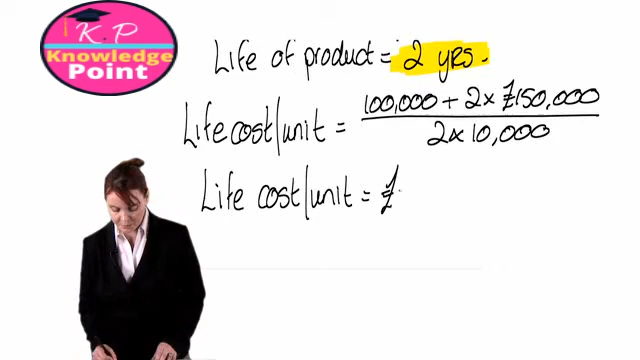 K.P
Knowledge
Point
Life of product = 2 yrs.
Life cost/unit = 100,000 + 2 x £150,000
2 x 10,000
Life cost/unit = £